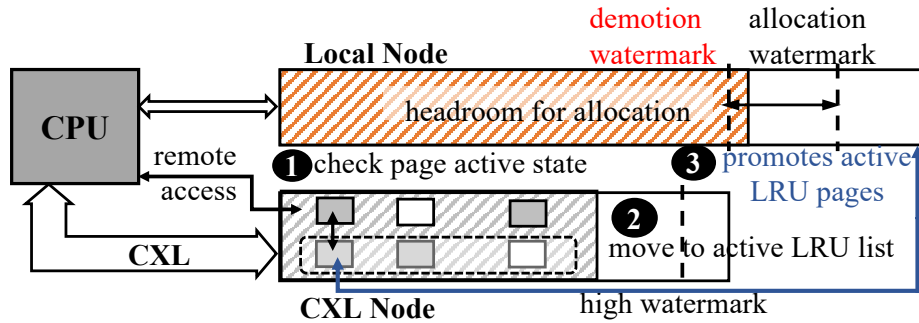 demotion
watermark
allocation
watermark
Local Node
CPU
headroom for allocation
remote
access
1 check page active state
3 promotes active
LRU pages
2
move to active LRU list
CXL
CXL Node
high watermark